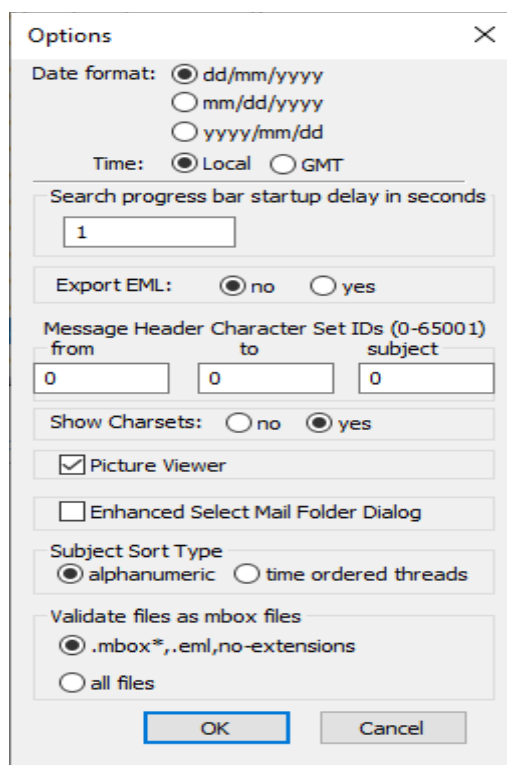 Options
Date format: dd/mm/yyyy
mm/dd/yyyy
yyyy/mm/dd
Time: Local GMT
Search progress bar startup delay in seconds
1
Export EML: no yes
Message Header Character Set IDs (0-65001)
from to subject
0 0 0
Show Charsets: no yes
Picture Viewer
Enhanced Select Mail Folder Dialog
Subject Sort Type
alphanumeric time ordered threads
Validate files as mbox files
.mbox*,.eml,no-extensions
all files
OK Cancel